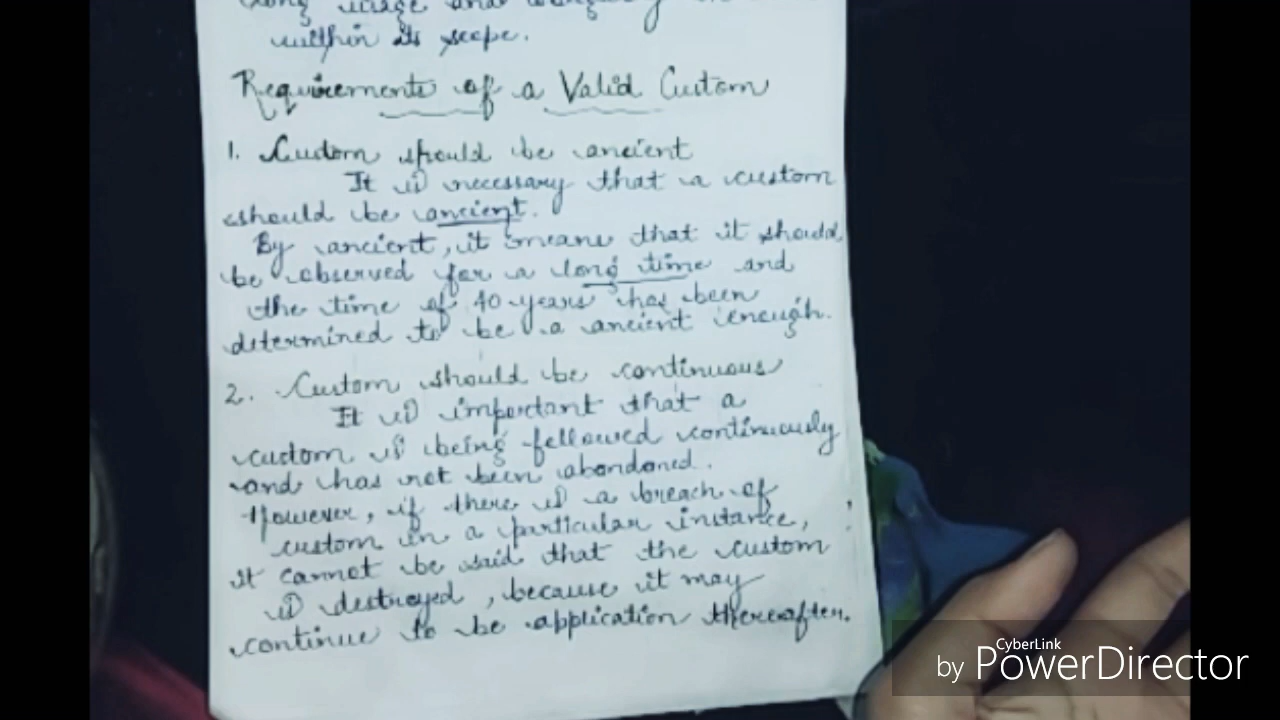 long usage and
within its scope.
Requirements of a Valid Custom
1. Custom should be ancient
It is necessary that a custom
should be ancient.
By ancient, it means that it should
be observed for a long time and
the time of 40 years has been
determined to be a ancient enough.
2. Custom should be continuous
It is important that a
custom is being followed continuously
and has not been abandoned.
However, if there is a breach of
custom in a particular instance,
it cannot be said that the custom
is destroyed, because it may
continue to be application thereafter.
CyberLink
by PowerDirector